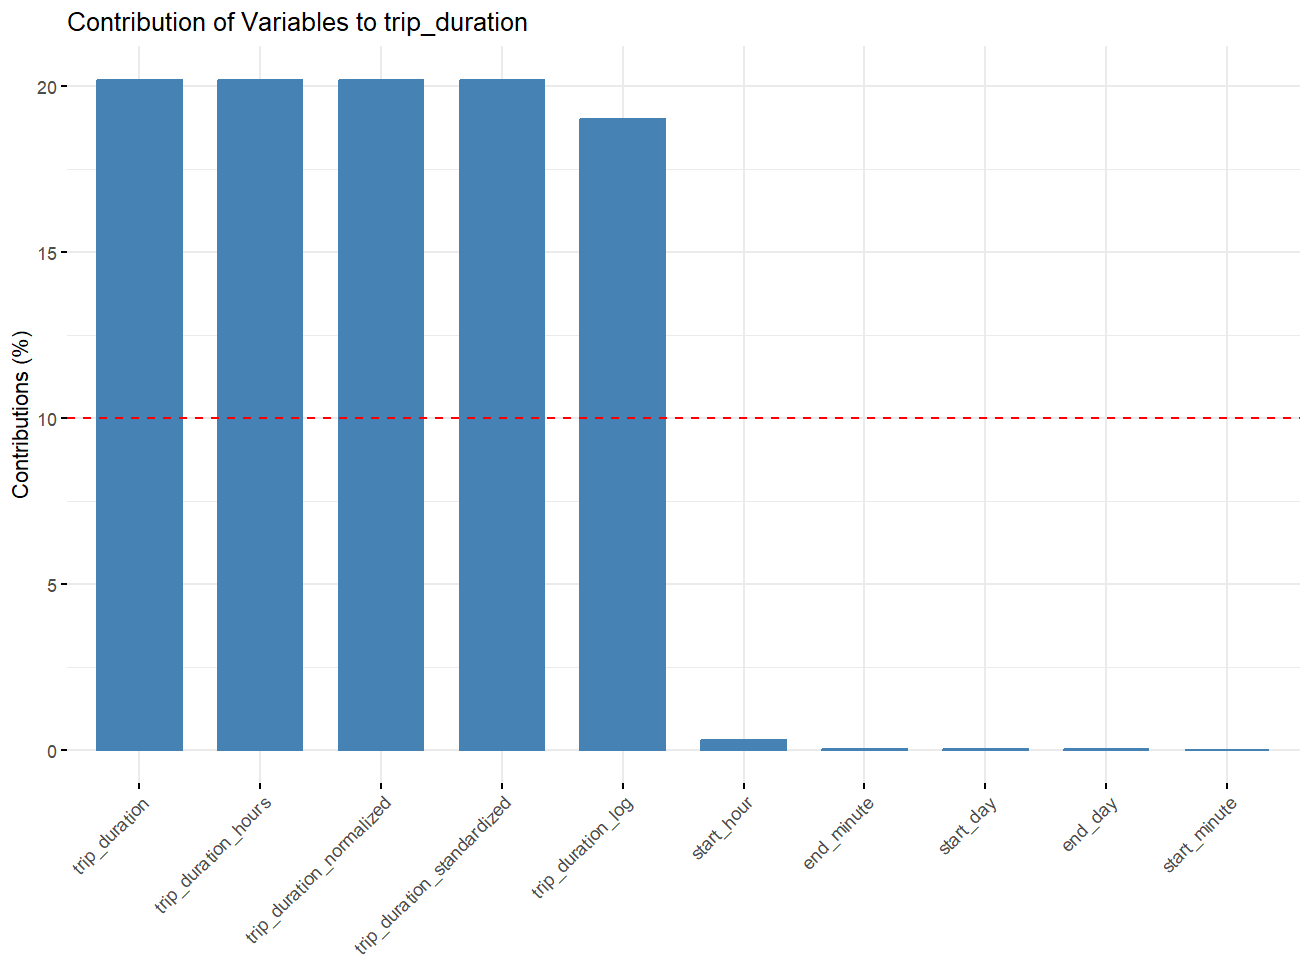 Contribution of Variables to trip_duration
Contributions (%)
20
15
10
5
0
trip_duration
trip_duration_hours
trip_duration_normalized
trip_duration_standardized
trip_duration_log
start_hour
end_minute
start_day
end_day
start_minute